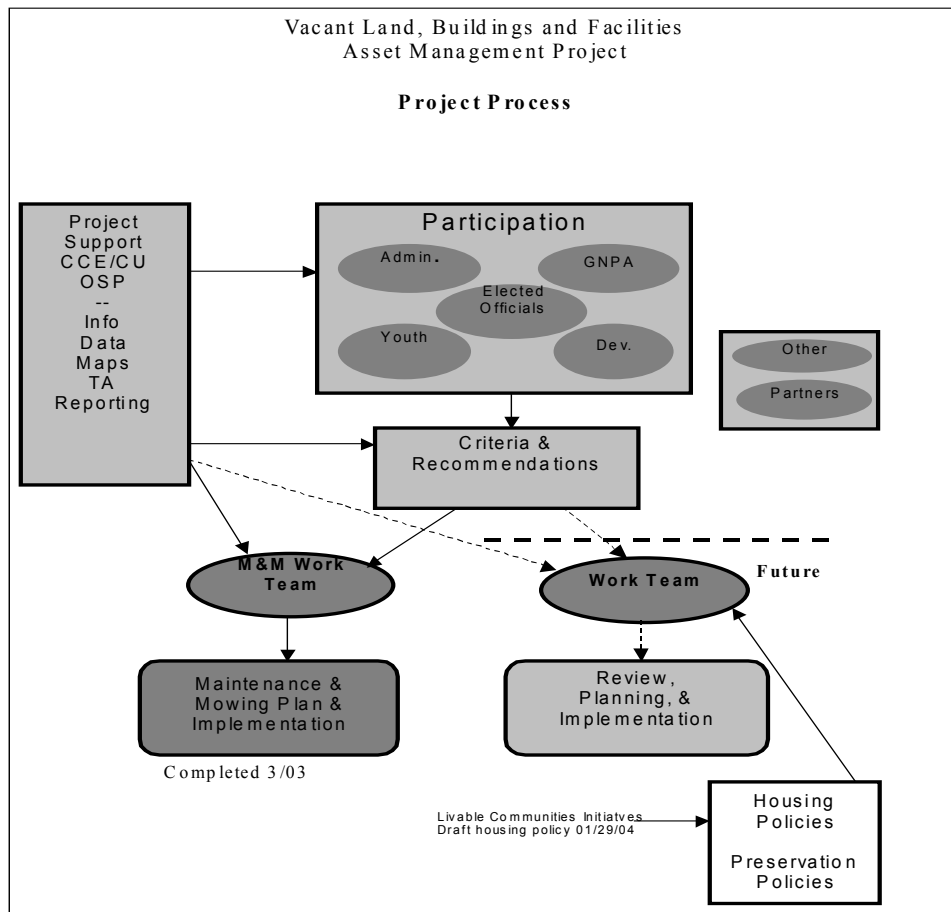 Vacant Land, Buildings and Facilities
Asset Management Project
Project Process
Project
Support
CCE/CU
OSP
--
Info
Data
Maps
TA
Reporting
Participation
Admin.
GNPA
Elected
Officials
Youth
Dev.
Other
Partners
Criteria &
Recommendations
M&M Work
Team
Work Team
Future
Maintenance &
Mowing Plan &
Implementation
Review,
Planning, &
Implementation
Completed 3/03
Livable Communities Initiatves
Draft housing policy 01/29/04
Housing
Policies
Preservation
Policies